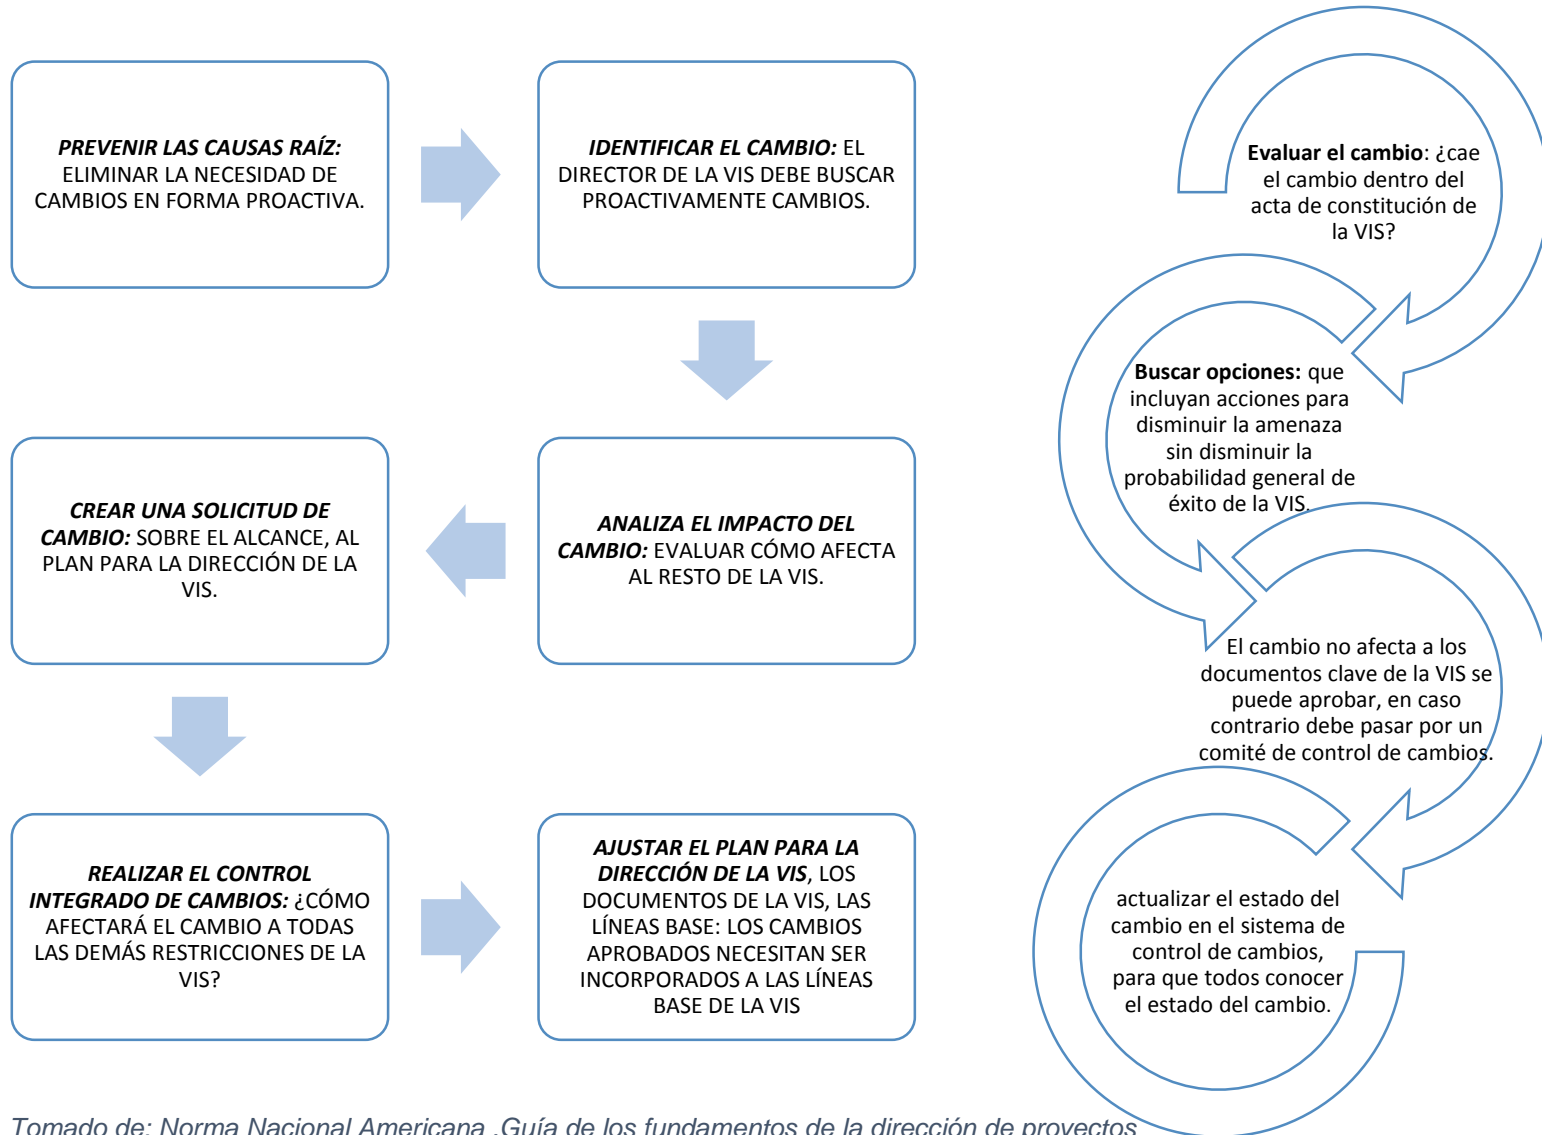 PREVENIR LAS CAUSAS RAÍZ:
ELIMINAR LA NECESIDAD DE
CAMBIOS EN FORMA PROACTIVA.
IDENTIFICAR EL CAMBIO: EL
DIRECTOR DE LA VIS DEBE BUSCAR
PROACTIVAMENTE CAMBIOS.
ANALIZA EL IMPACTO DEL
CAMBIO: EVALUAR CÓMO AFECTA
AL RESTO DE LA VIS.
CREAR UNA SOLICITUD DE
CAMBIO: SOBRE EL ALCANCE, AL
PLAN PARA LA DIRECCIÓN DE LA
VIS.
REALIZAR EL CONTROL
INTEGRADO DE CAMBIOS: ¿CÓMO
AFECTARÁ EL CAMBIO A TODAS
LAS DEMÁS RESTRICCIONES DE LA
VIS?
AJUSTAR EL PLAN PARA LA
DIRECCIÓN DE LA VIS, LOS
DOCUMENTOS DE LA VIS, LAS
LÍNEAS BASE: LOS CAMBIOS
APROBADOS NECESITAN SER
INCORPORADOS A LAS LÍNEAS
BASE DE LA VIS
Evaluar el cambio: ¿cae
el cambio dentro del
acta de constitución de
la VIS?
Buscar opciones: que
incluyan acciones para
disminuir la amenaza
sin disminuir la
probabilidad general de
éxito de la VIS.
El cambio no afecta a los
documentos clave de la VIS se
puede aprobar, en caso
contrario debe pasar por un
comité de control de cambios.
actualizar el estado del
cambio en el sistema de
control de cambios,
para que todos conocer
el estado del cambio.
Tomado de: Norma Nacional Americana .Guía de los fundamentos de la dirección de proyectos